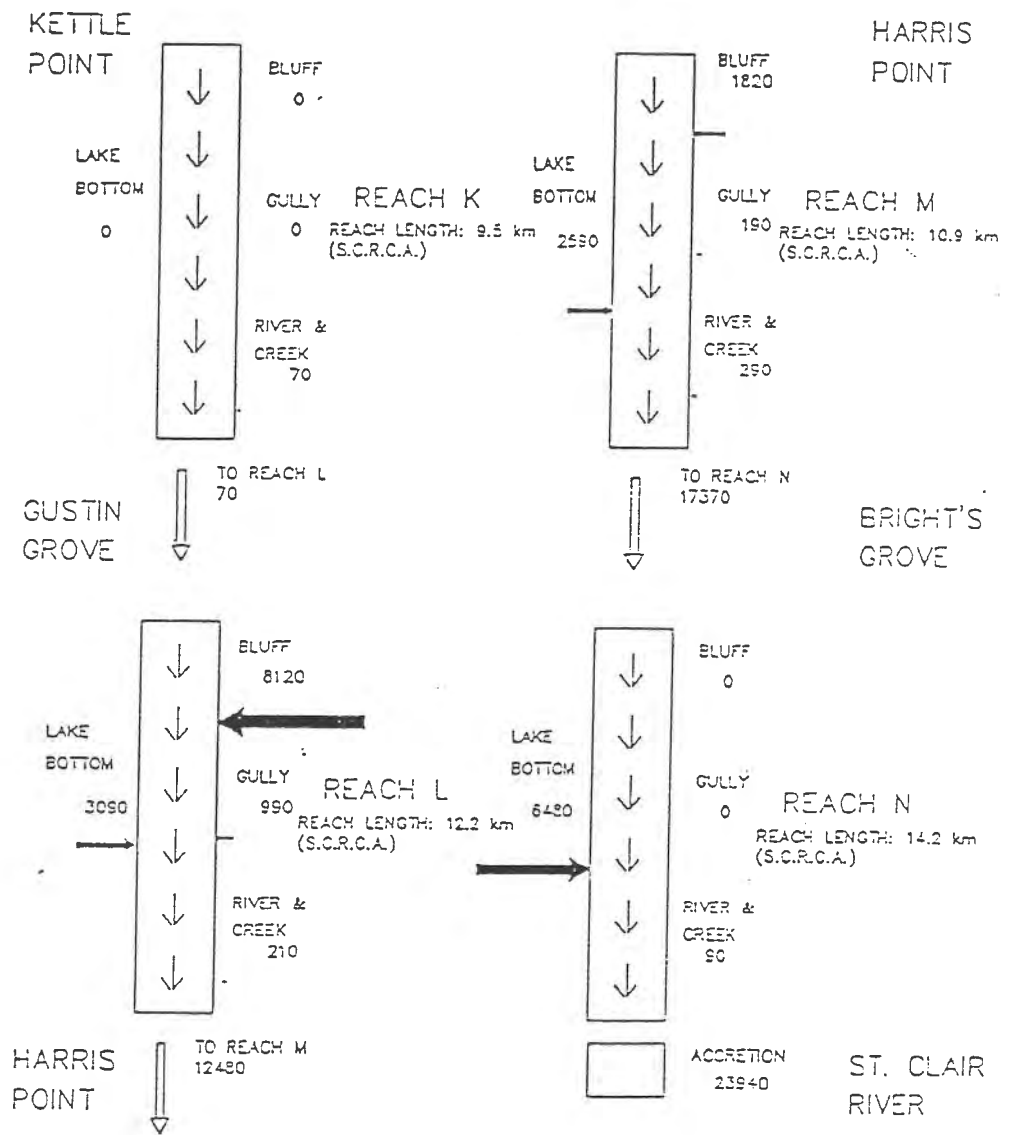 KETTLE
POINT
BLUFF
0
LAKE
BOTTOM
0
GULLY
0
REACH K
REACH LENGTH: 9.5 km
(S.C.R.C.A.)
RIVER &
CREEK
70
TO REACH L
70
GUSTIN
GROVE
HARRIS
POINT
BLUFF
1820
LAKE
BOTTOM
2590
GULLY
190
REACH M
REACH LENGTH: 10.9 km
(S.C.R.C.A.)
RIVER &
CREEK
290
TO REACH N
17370
BRIGHT'S
GROVE
BLUFF
8120
LAKE
BOTTOM
3090
GULLY
990
REACH L
REACH LENGTH: 12.2 km
(S.C.R.C.A.)
RIVER &
CREEK
210
TO REACH M
12480
HARRIS
POINT
BLUFF
0
LAKE
BOTTOM
6480
GULLY
0
REACH N
REACH LENGTH: 14.2 km
(S.C.R.C.A.)
RIVER &
CREEK
90
ACCRETION
23940
ST. CLAIR
RIVER